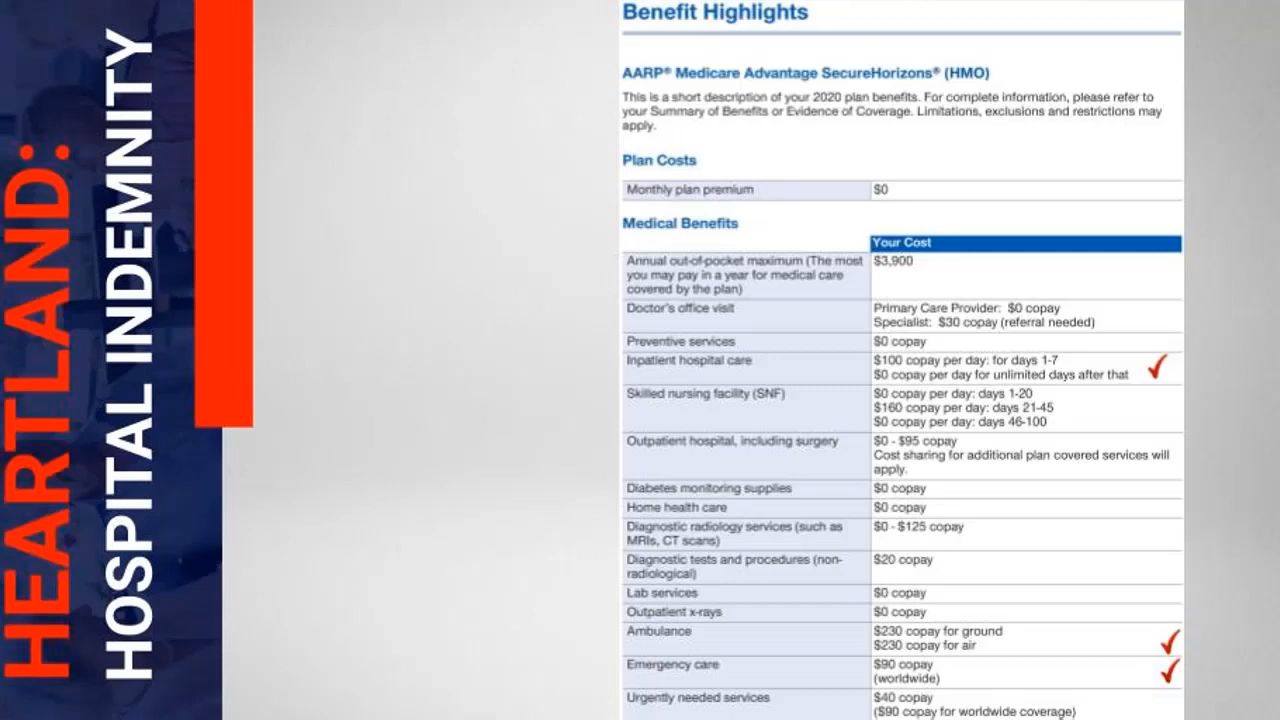 HEARTLAND:
HOSPITAL INDEMNITY
Benefit Highlights
AARP® Medicare Advantage SecureHorizons® (HMO)
This is a short description of your 2020 plan benefits. For complete information, please refer to
your Summary of Benefits or Evidence of Coverage. Limitations, exclusions and restrictions may
apply.
Plan Costs
Monthly plan premium $0
Medical Benefits
Your Cost
Annual out-of-pocket maximum (The most $3,900
you may pay in a year for medical care
covered by the plan)
Doctor's office visit Primary Care Provider: $0 copay
Specialist: $30 copay (referral needed)
Preventive services $0 copay
Inpatient hospital care $100 copay per day: for days 1-7
$0 copay per day for unlimited days after that
Skilled nursing facility (SNF) $0 copay per day: days 1-20
$160 copay per day: days 21-45
$0 copay per day: days 46-100
Outpatient hospital, including surgery $0 - $95 copay
Cost sharing for additional plan covered services will
apply.
Diabetes monitoring supplies $0 copay
Home health care $0 copay
Diagnostic radiology services (such as $0 - $125 copay
MRIs, CT scans)
Diagnostic tests and procedures (non- $20 copay
radiological)
Lab services $0 copay
Outpatient x-rays $0 copay
Ambulance $230 copay for ground
$230 copay for air
Emergency care $90 copay
(worldwide)
Urgently needed services $40 copay
($90 copay for worldwide coverage)